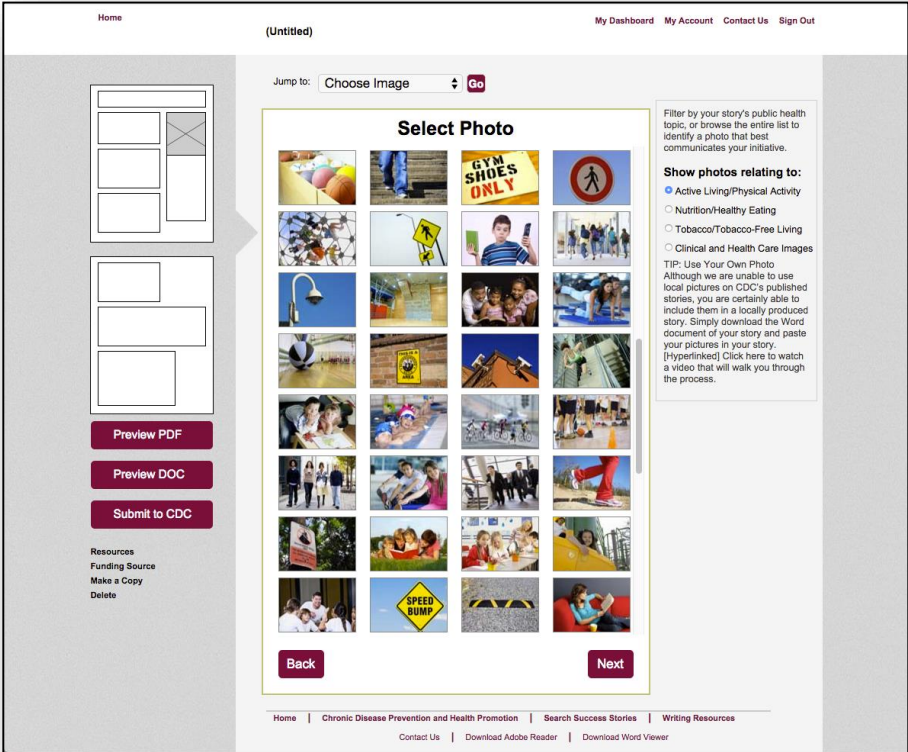 Home
(Untitled)
My Dashboard My Account Contact Us Sign Out
Jump to: Choose Image Go
Select Photo
GYM
SHOES
ONLY
SPEED
BUMP
Back
Next
Filter by your story's public health
topic, or browse the entire list to
identify a photo that best
communicates your initiative.
Show photos relating to:
Active Living/Physical Activity
Nutrition/Healthy Eating
Tobacco/Tobacco-Free Living
Clinical and Health Care Images
TIP: Use Your Own Photo
Although we are unable to use
local pictures on CDC's published
stories, you are certainly able to
include them in a locally produced
story. Simply download the Word
document of your story and paste
your pictures in your story.
[Hyperlinked] Click here to watch
a video that will walk you through
the process.
Preview PDF
Preview DOC
Submit to CDC
Resources
Funding Source
Make a Copy
Delete
Home | Chronic Disease Prevention and Health Promotion | Search Success Stories | Writing Resources
Contact Us | Download Adobe Reader | Download Word Viewer